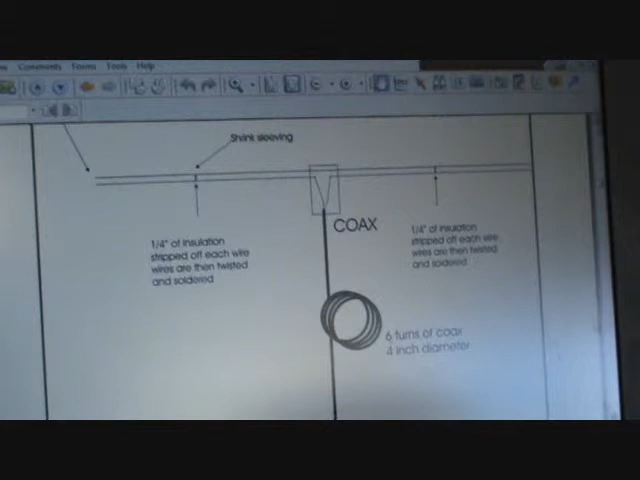 Comments Forms Tools Help
Shrink sleeving
COAX
1/4" of insulation
stripped off each wire
wires are then twisted
and soldered
1/4" of insulation
stripped off each wire
wires are then twisted
and soldered
6 turns of coax
4 inch diameter